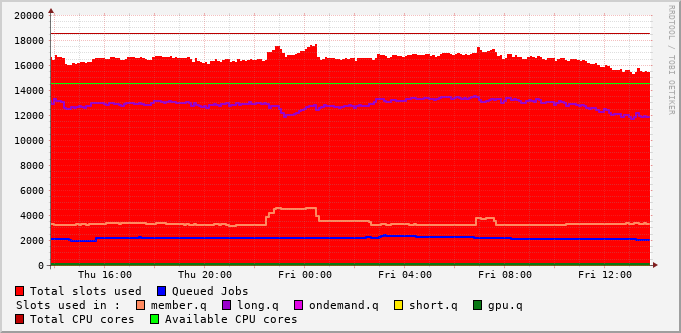 RRDTOOL / TOBI OETIKER
20000
18000
16000
14000
12000
10000
8000
6000
4000
2000
0
Thu 16:00 Thu 20:00 Fri 00:00 Fri 04:00 Fri 08:00 Fri 12:00
Total slots used Queued Jobs
Slots used in : member.q long.q ondemand.q short.q gpu.q
Total CPU cores Available CPU cores